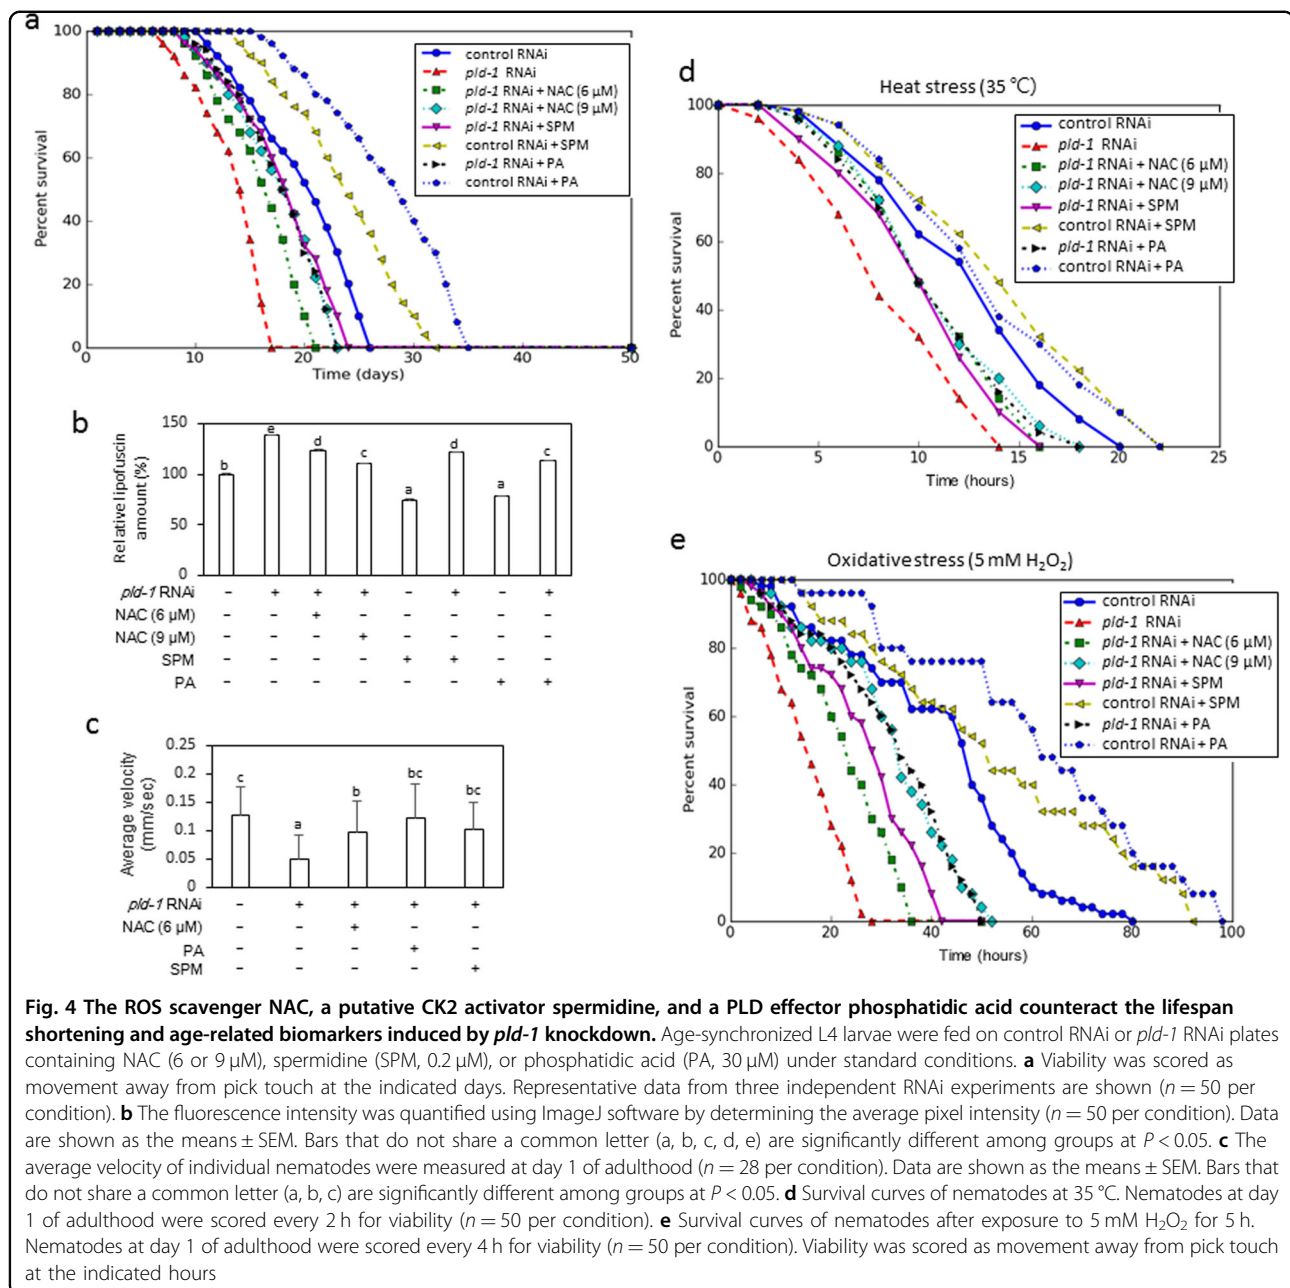 a
100
80
60
40
20
0
0
10
20
30
40
50
Percent survival
Time (days)
control RNAi
pld-1 RNAi
pld-1 RNAi + NAC (6 µM)
pld-1 RNAi + NAC (9 µM)
pld-1 RNAi + SPM
control RNAi + SPM
pld-1 RNAi + PA
control RNAi + PA
b
150
100
50
0
Relative lipofuscin
amount (%)
b e d c a d a c
pld-1 RNAi – + + + – + – +
NAC (6 µM) – – + – – – – –
NAC (9 µM) – – – + – – – –
SPM – – – – + + – –
PA – – – – – – + +
c
0.25
0.2
0.15
0.1
0.05
0
Average velocity
(mm/sec)
c a b bc bc
pld-1 RNAi – + + + +
NAC (6 µM) – – + – –
PA – – – + –
SPM – – – – +
d
Heat stress (35 °C)
100
80
60
40
20
0
0
5
10
15
20
25
Percent survival
Time (hours)
control RNAi
pld-1 RNAi
pld-1 RNAi + NAC (6 µM)
pld-1 RNAi + NAC (9 µM)
pld-1 RNAi + SPM
control RNAi + SPM
pld-1 RNAi + PA
control RNAi + PA
e
Oxidative stress (5 mM H₂O₂)
100
80
60
40
20
0
0
20
40
60
80
100
Percent survival
Time (hours)
control RNAi
pld-1 RNAi
pld-1 RNAi + NAC (6 µM)
pld-1 RNAi + NAC (9 µM)
pld-1 RNAi + SPM
control RNAi + SPM
pld-1 RNAi + PA
control RNAi + PA
Fig. 4 The ROS scavenger NAC, a putative CK2 activator spermidine, and a PLD effector phosphatidic acid counteract the lifespan
shortening and age-related biomarkers induced by pld-1 knockdown. Age-synchronized L4 larvae were fed on control RNAi or pld-1 RNAi plates
containing NAC (6 or 9 µM), spermidine (SPM, 0.2 µM), or phosphatidic acid (PA, 30 µM) under standard conditions. a Viability was scored as
movement away from pick touch at the indicated days. Representative data from three independent RNAi experiments are shown (n = 50 per
condition). b The fluorescence intensity was quantified using ImageJ software by determining the average pixel intensity (n = 50 per condition). Data
are shown as the means ± SEM. Bars that do not share a common letter (a, b, c, d, e) are significantly different among groups at P < 0.05. c The
average velocity of individual nematodes were measured at day 1 of adulthood (n = 28 per condition). Data are shown as the means ± SEM. Bars that
do not share a common letter (a, b, c) are significantly different among groups at P < 0.05. d Survival curves of nematodes at 35 °C. Nematodes at day
1 of adulthood were scored every 2 h for viability (n = 50 per condition). e Survival curves of nematodes after exposure to 5 mM H₂O₂ for 5 h.
Nematodes at day 1 of adulthood were scored every 4 h for viability (n = 50 per condition). Viability was scored as movement away from pick touch
at the indicated hours